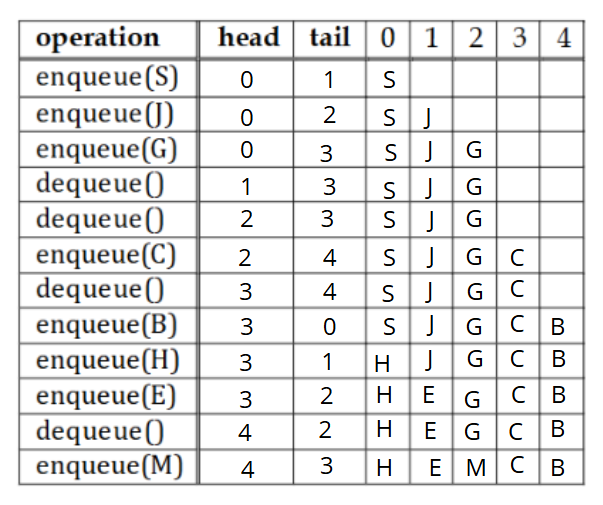 operation head tail 0 1 2 3 4
enqueue(S) 0 1 S
enqueue(J) 0 2 S J
enqueue(G) 0 3 S J G
dequeue() 1 3 S J G
dequeue() 2 3 S J G
enqueue(C) 2 4 S J G C
dequeue() 3 4 S J G C
enqueue(B) 3 0 S J G C B
enqueue(H) 3 1 H J G C B
enqueue(E) 3 2 H E G C B
dequeue() 4 2 H E G C B
enqueue(M) 4 3 H E M C B